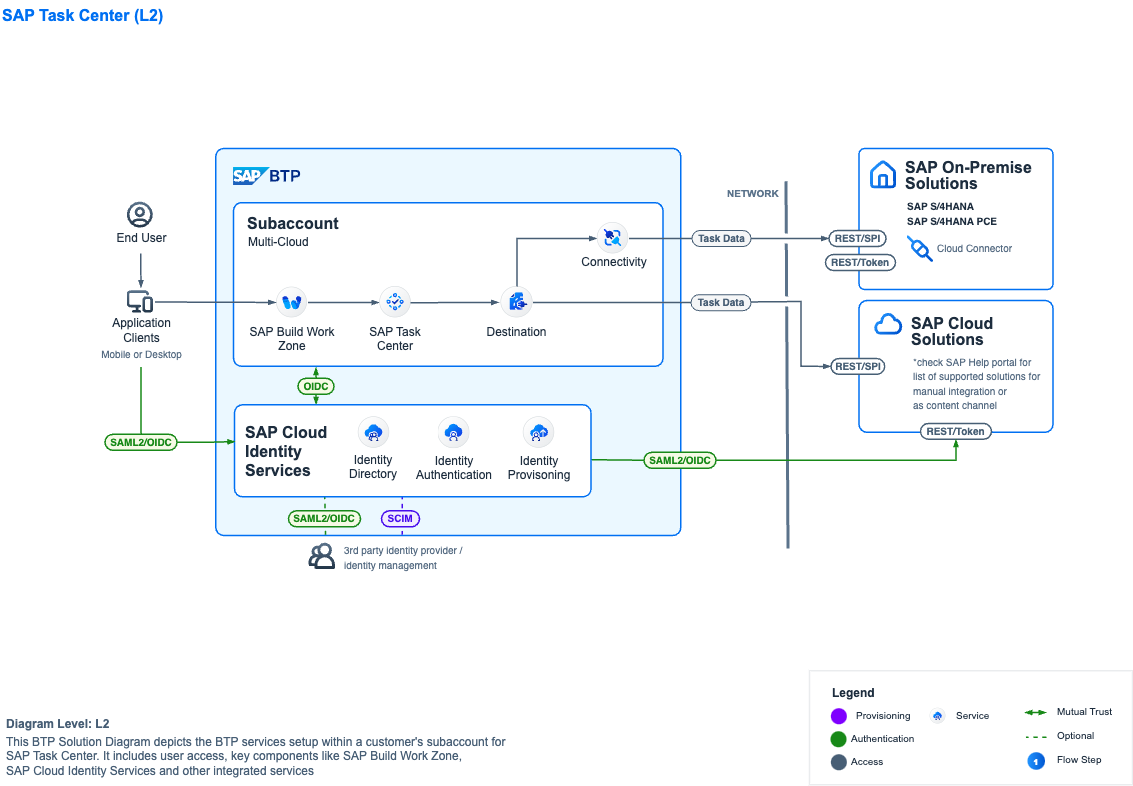 SAP Task Center (L2)
SAP BTP
Subaccount
Multi-Cloud
End User
Application
Clients
Mobile or Desktop
SAP Build Work
Zone
SAP Task
Center
Destination
Connectivity
NETWORK
Task Data
Task Data
SAP On-Premise
Solutions
SAP S/4HANA
SAP S/4HANA PCE
REST/SPI
REST/Token
Cloud Connector
SAP Cloud
Solutions
*check SAP Help portal for
list of supported solutions for
manual integration or
as content channel
REST/SPI
REST/Token
OIDC
SAML2/OIDC
SAP Cloud
Identity
Services
Identity
Directory
Identity
Authentication
Identity
Provisoning
SAML2/OIDC
SAML2/OIDC
SCIM
3rd party identity provider /
identity management
Diagram Level: L2
This BTP Solution Diagram depicts the BTP services setup within a customer's subaccount for
SAP Task Center. It includes user access, key components like SAP Build Work Zone,
SAP Cloud Identity Services and other integrated services
Legend
Provisioning
Service
Mutual Trust
Authentication
Optional
Access
1
Flow Step